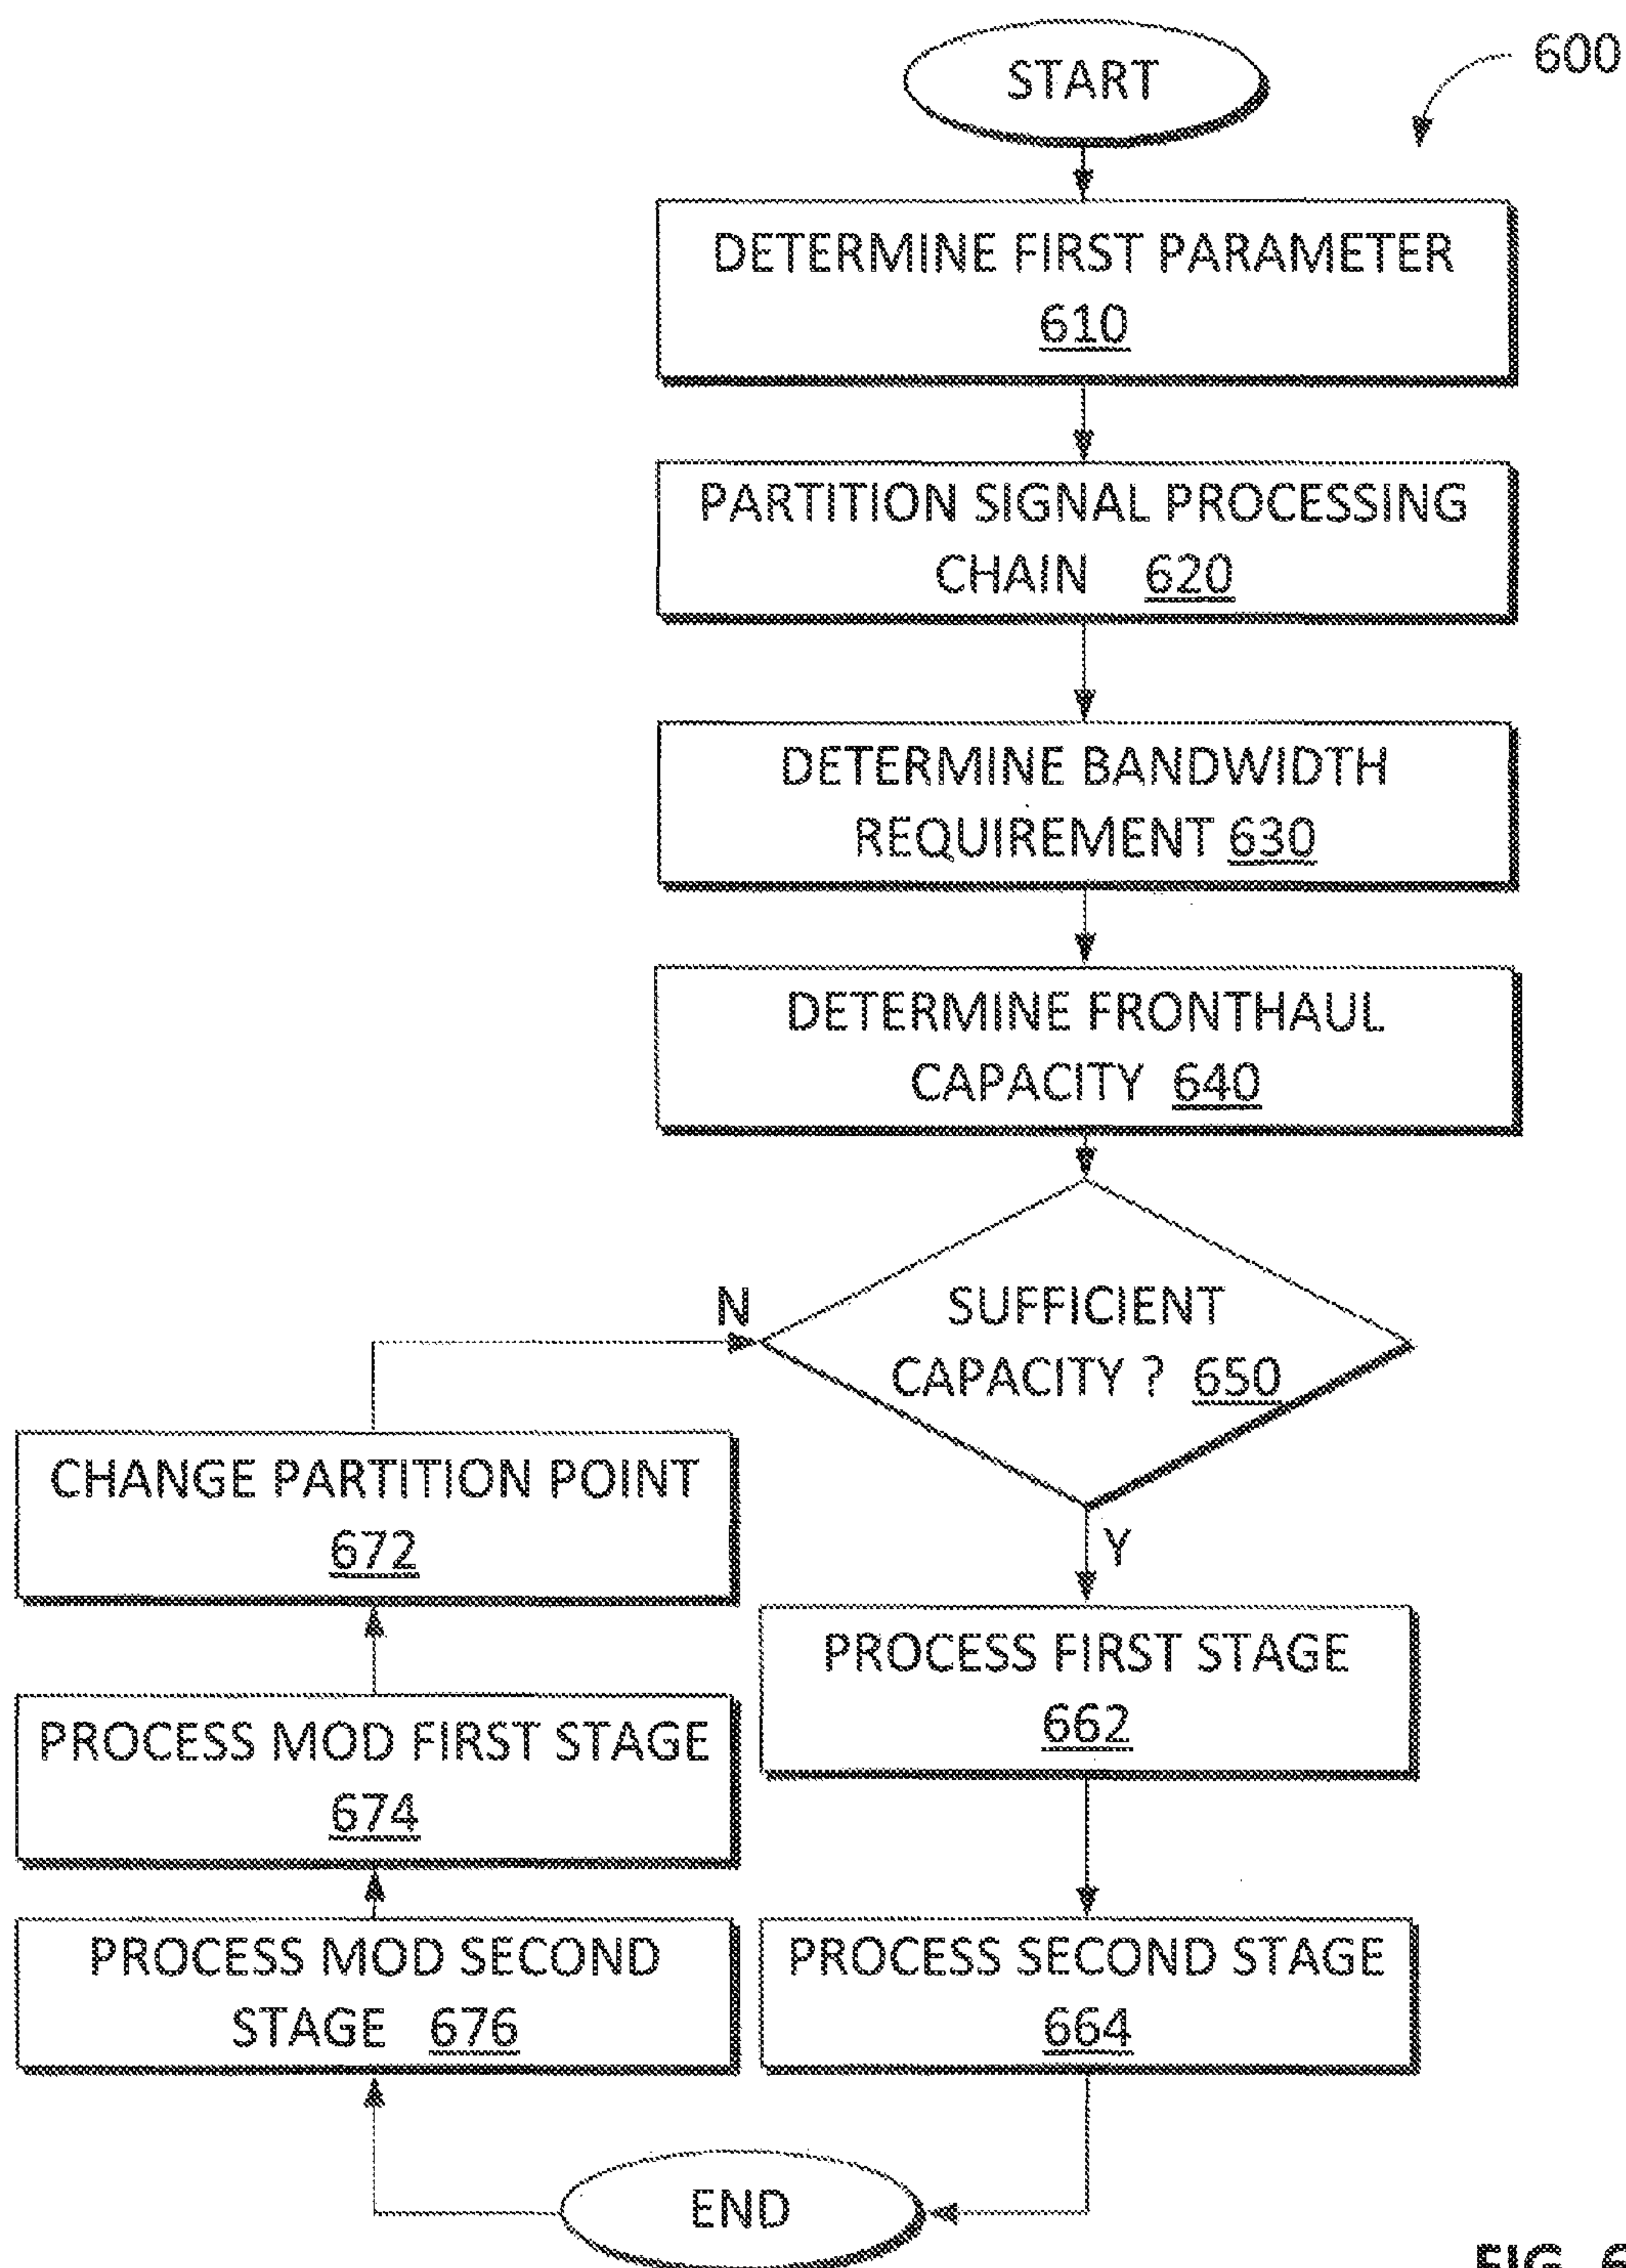 START
600
DETERMINE FIRST PARAMETER
610
PARTITION SIGNAL PROCESSING
CHAIN 620
DETERMINE BANDWIDTH
REQUIREMENT 630
DETERMINE FRONTHAUL
CAPACITY 640
N
SUFFICIENT
CAPACITY ? 650
Y
CHANGE PARTITION POINT
672
PROCESS FIRST STAGE
662
PROCESS MOD FIRST STAGE
674
PROCESS MOD SECOND
STAGE 676
PROCESS SECOND STAGE
664
END
FIG. 6